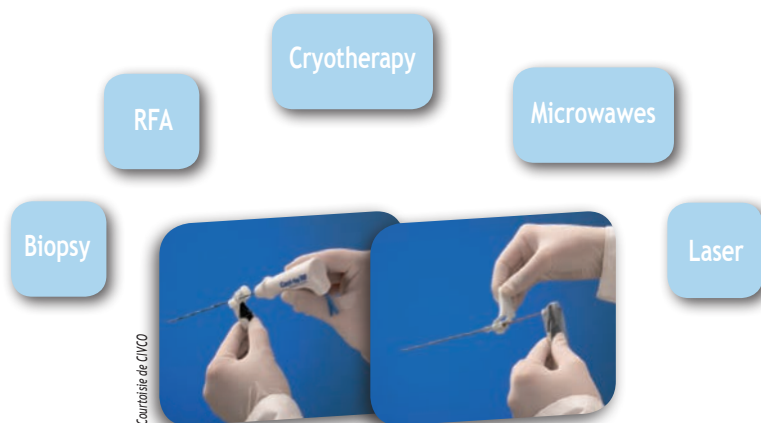 Cryotherapy
RFA
Microwawes
Biopsy
Laser
Courtoisie de CIVCO